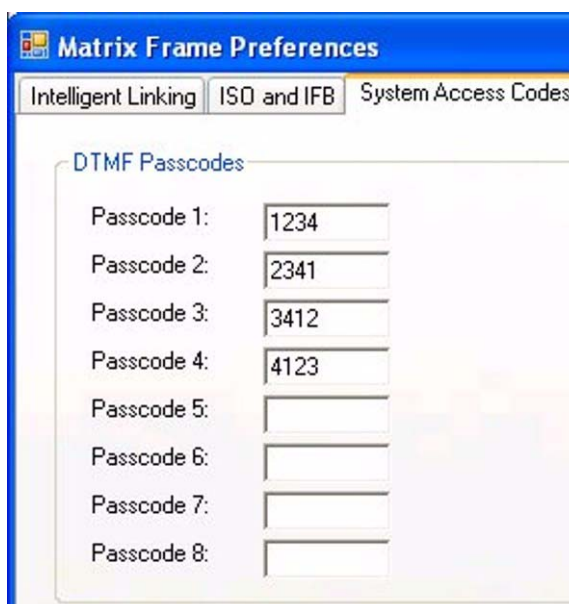 Matrix Frame Preferences
Intelligent Linking ISO and IFB System Access Codes
DTMF Passcodes
Passcode 1: 1234
Passcode 2: 2341
Passcode 3: 3412
Passcode 4: 4123
Passcode 5:
Passcode 6:
Passcode 7:
Passcode 8: